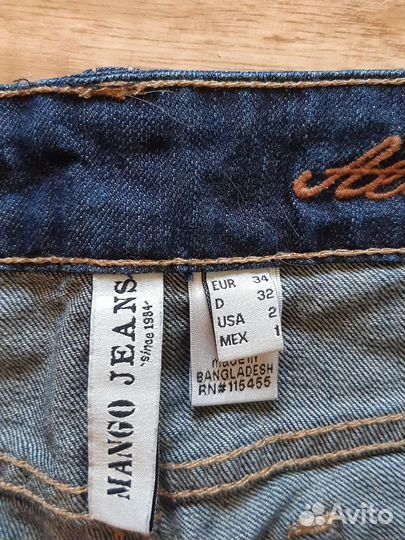 EUR 34
D 32
USA 2
MEX 1
made in
BANGLADESH
RN#115455
MANGO JEANS
"since 1984"
Avito